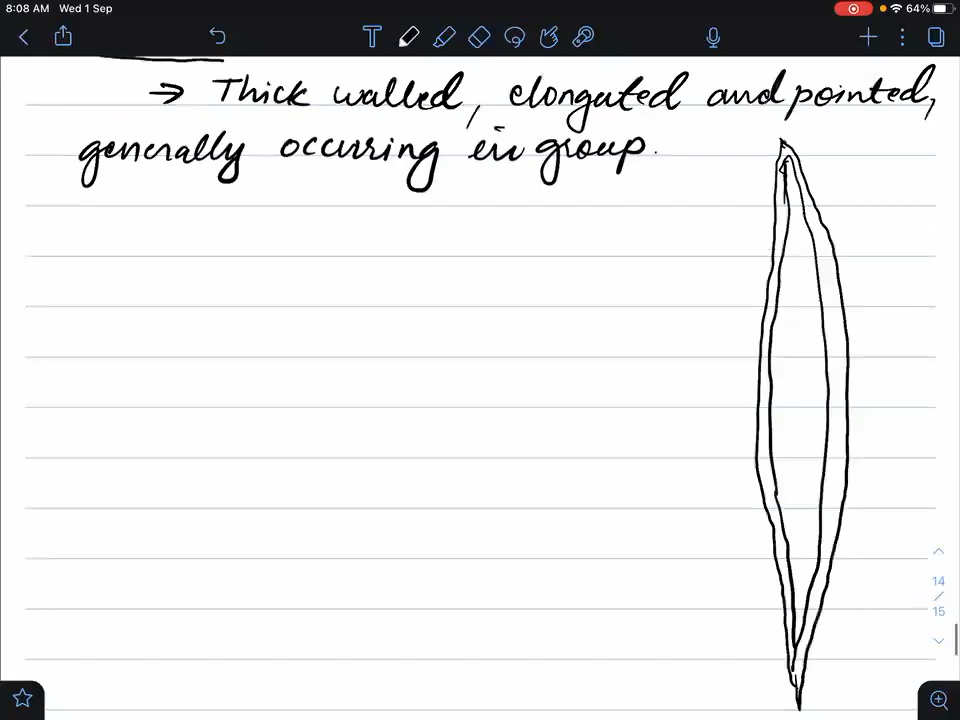 8:08 AM Wed 1 Sep 64%
T
→ Thick walled, elongated and pointed,
generally occurring in group.
14
/
15